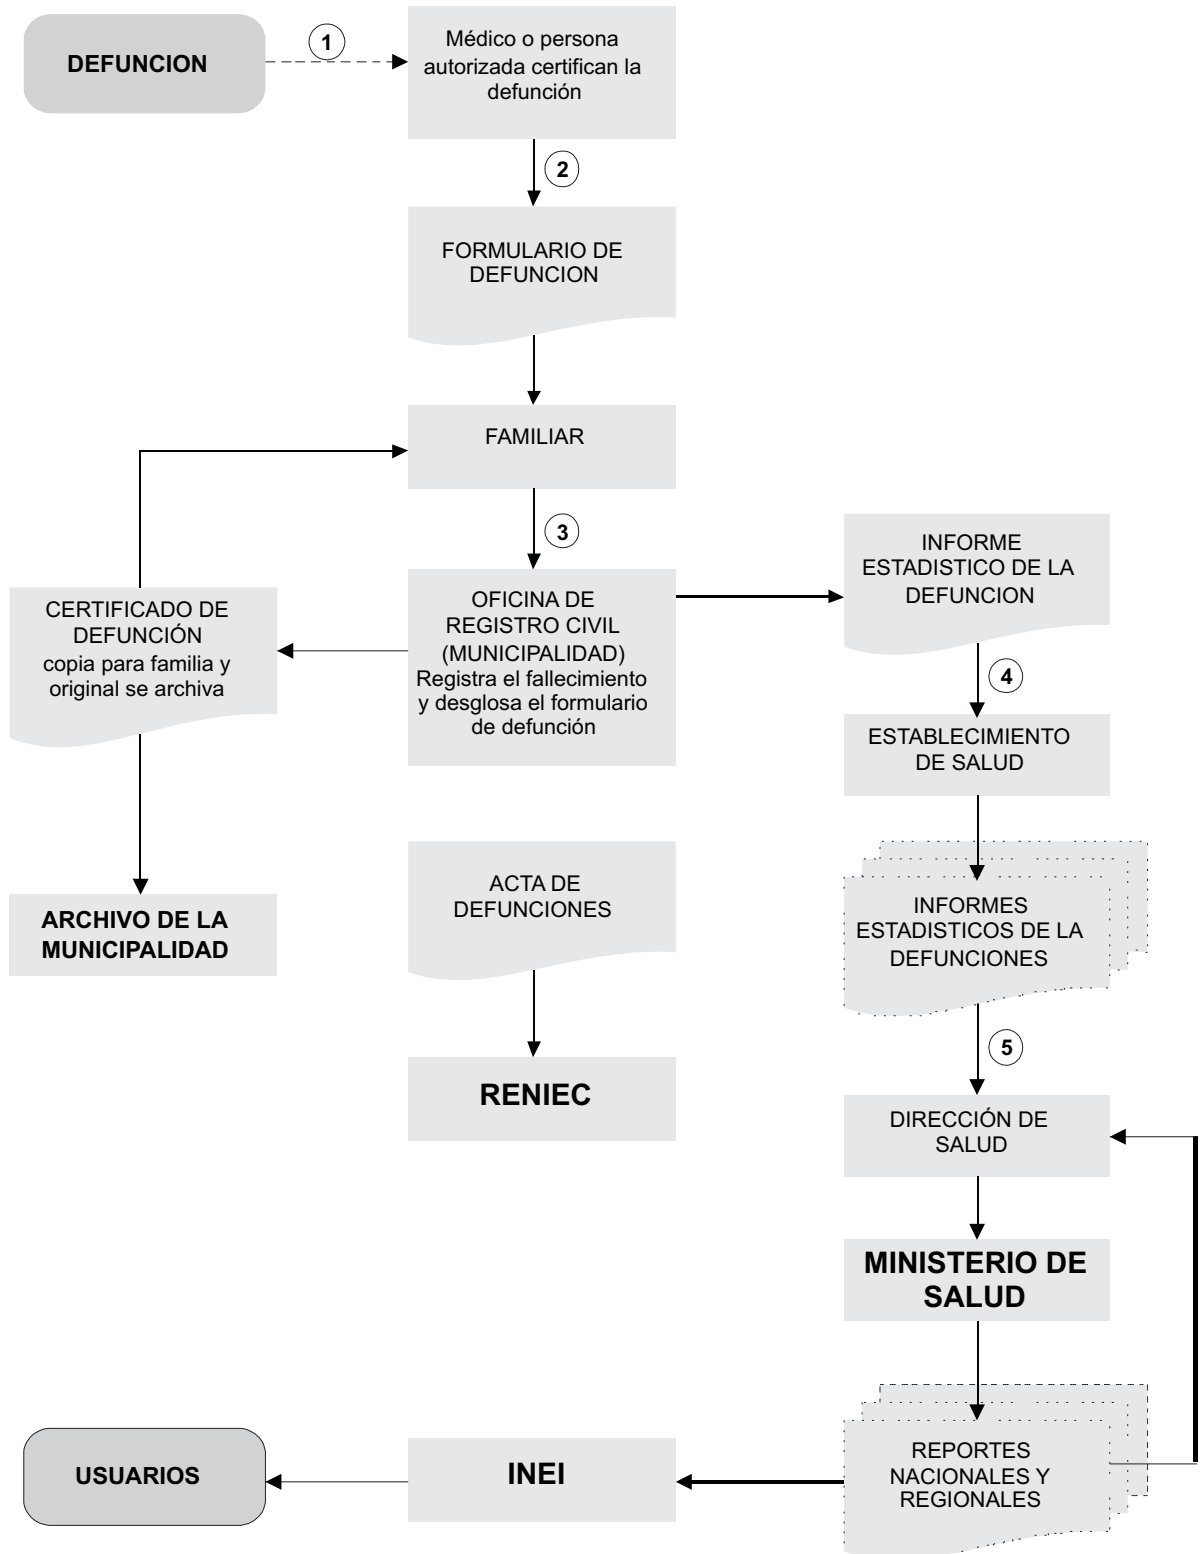 DEFUNCION
1
Médico o persona
autorizada certifican la
defunción
2
FORMULARIO DE
DEFUNCION
FAMILIAR
3
OFICINA DE
REGISTRO CIVIL
(MUNICIPALIDAD)
Registra el fallecimiento
y desglosa el formulario
de defunción
CERTIFICADO DE
DEFUNCIÓN
copia para familia y
original se archiva
ARCHIVO DE LA
MUNICIPALIDAD
ACTA DE
DEFUNCIONES
RENIEC
INFORME
ESTADISTICO DE LA
DEFUNCION
4
ESTABLECIMIENTO
DE SALUD
INFORMES
ESTADISTICOS DE LA
DEFUNCIONES
5
DIRECCIÓN DE
SALUD
MINISTERIO DE
SALUD
REPORTES
NACIONALES Y
REGIONALES
INEI
USUARIOS